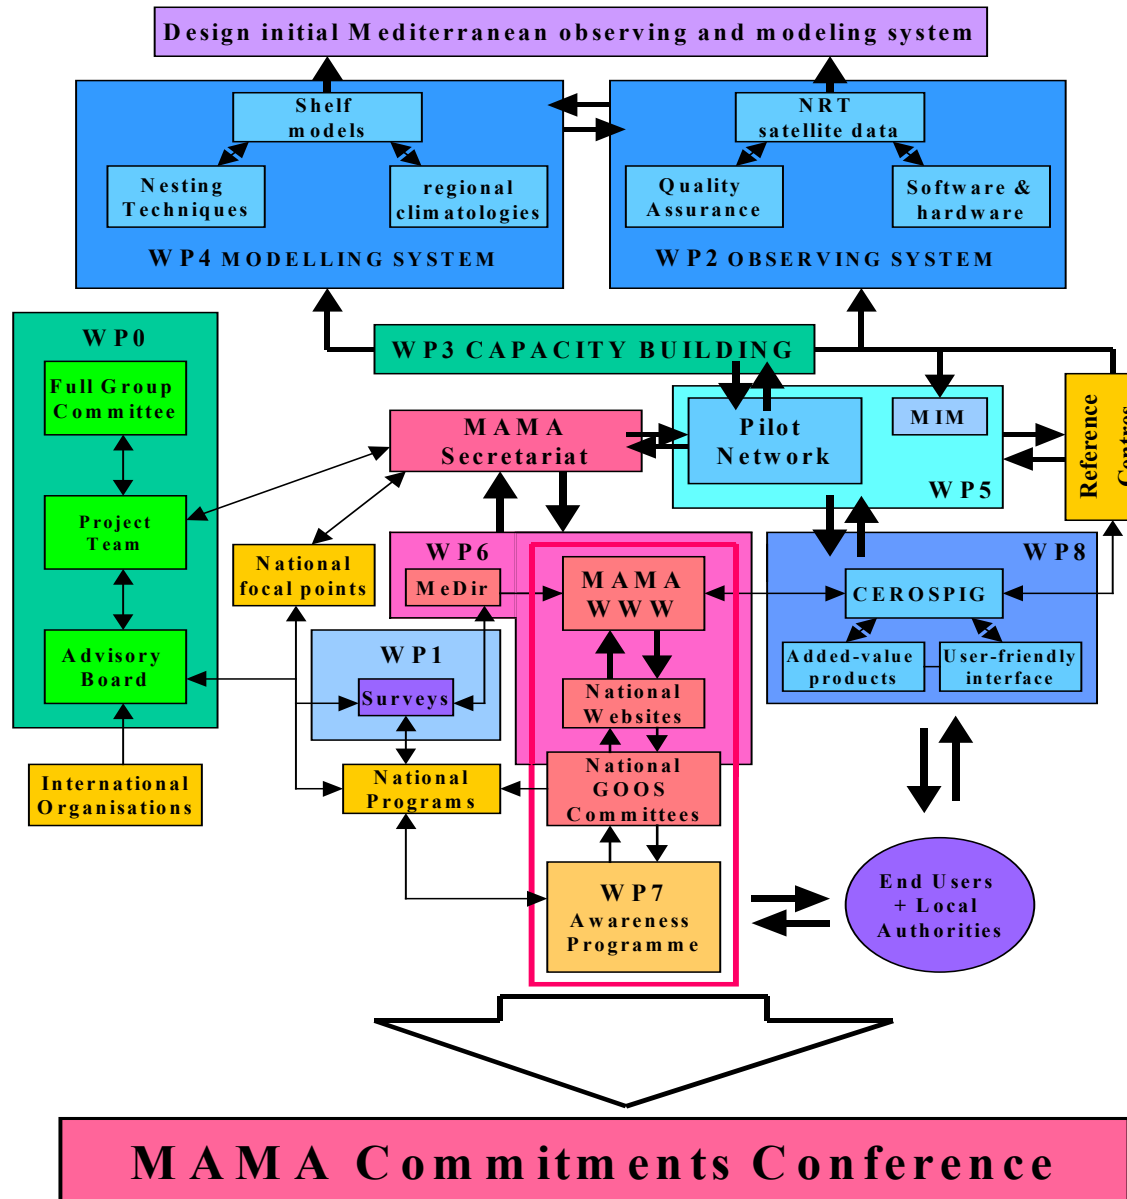 Design initial Mediterranean observing and modeling system
Shelf
models
NRT
satellite data
Nesting
Techniques
regional
climatologies
Quality
Assurance
Software &
hardware
WP4 MODELLING SYSTEM
WP2 OBSERVING SYSTEM
WP0
WP3 CAPACITY BUILDING
Full Group
Committee
MAMA
Secretariat
Pilot
Network
MIM
WP5
Reference
Centres
Project
Team
National
focal points
WP6
MeDir
MAMA
WWW
WP8
CEROSPIG
Advisory
Board
WP1
Surveys
National
Websites
Added-value
products
User-friendly
interface
International
Organisations
National
Programs
National
GOOS
Committees
WP7
Awareness
Programme
End Users
+ Local
Authorities
MAMA Commitments Conference